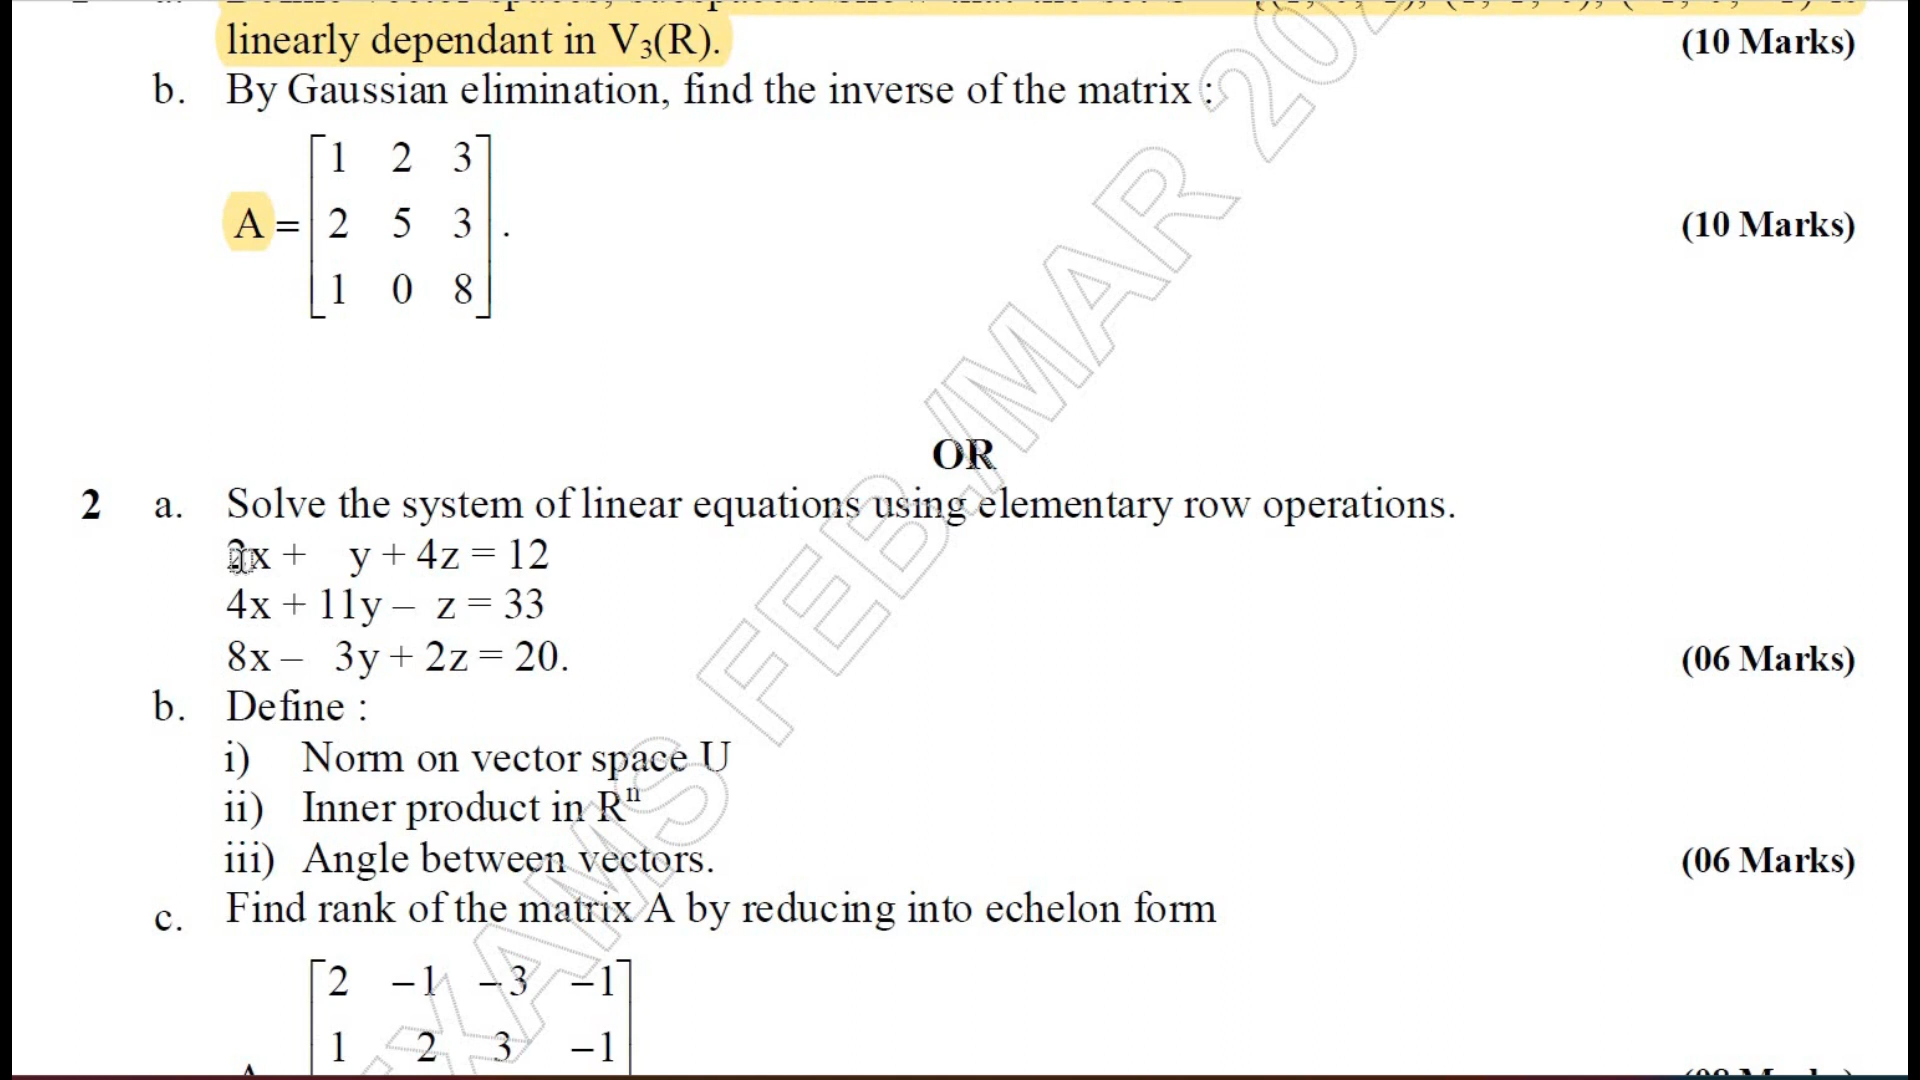 linearly dependant in V₃(R). (10 Marks)
b. By Gaussian elimination, find the inverse of the matrix :
A = [1 2 3
2 5 3
1 0 8]. (10 Marks)
OR
2 a. Solve the system of linear equations using elementary row operations.
2x + y + 4z = 12
4x + 11y – z = 33
8x – 3y + 2z = 20. (06 Marks)
b. Define :
i) Norm on vector space U
ii) Inner product in Rⁿ
iii) Angle between vectors. (06 Marks)
c. Find rank of the matrix A by reducing into echelon form
2 –1 –3 –1
1 2 3 –1
EXAMS FEB./MAR 202